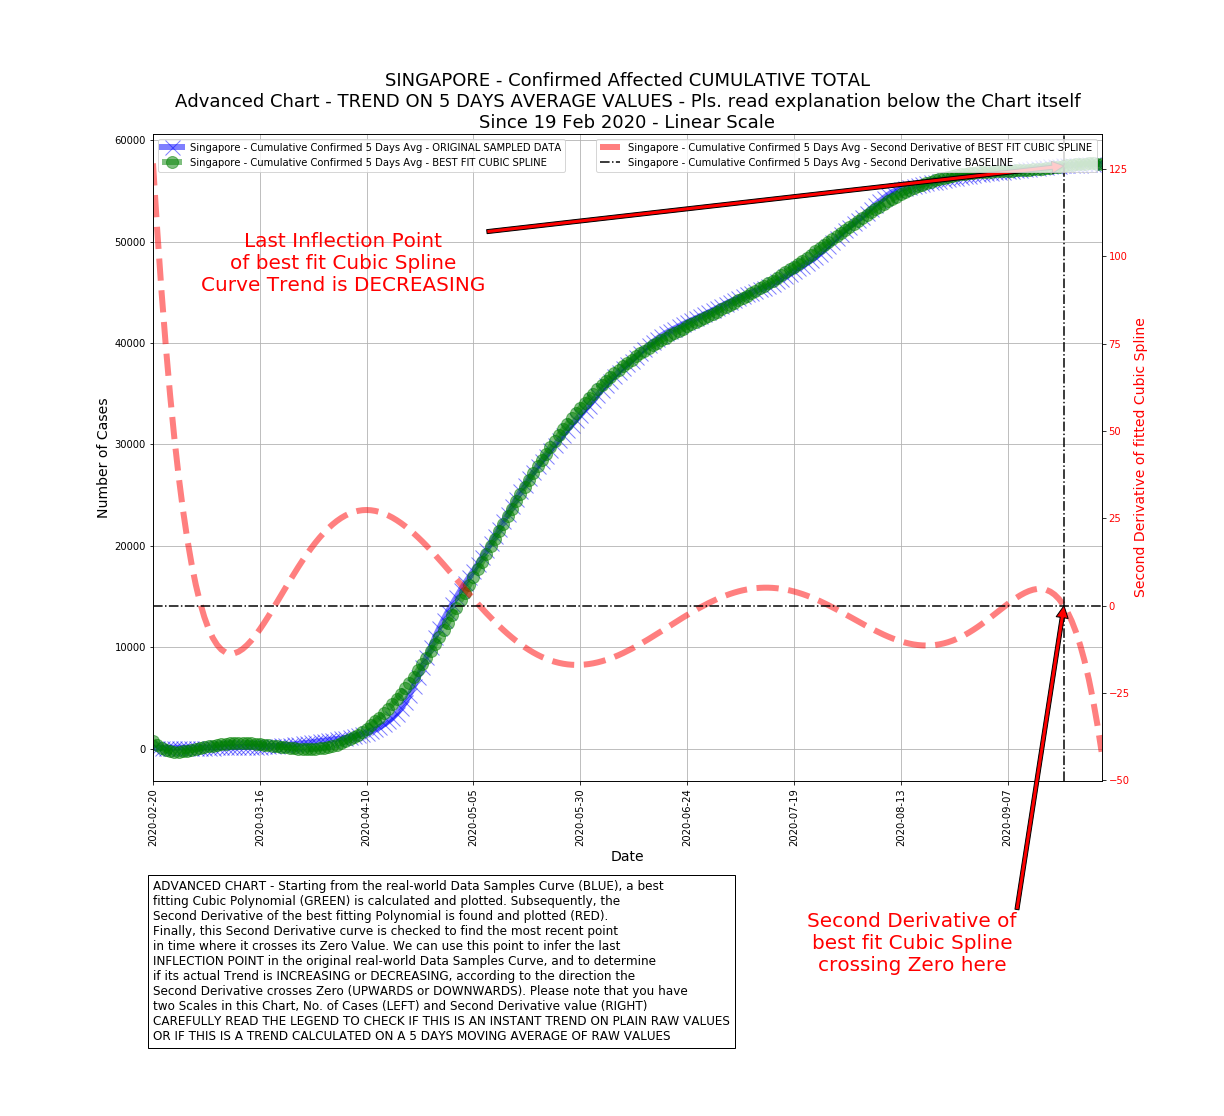 SINGAPORE - Confirmed Affected CUMULATIVE TOTAL
Advanced Chart - TREND ON 5 DAYS AVERAGE VALUES - Pls. read explanation below the Chart itself
Since 19 Feb 2020 - Linear Scale
Singapore - Cumulative Confirmed 5 Days Avg - ORIGINAL SAMPLED DATA
Singapore - Cumulative Confirmed 5 Days Avg - BEST FIT CUBIC SPLINE
Singapore - Cumulative Confirmed 5 Days Avg - Second Derivative of BEST FIT CUBIC SPLINE
Singapore - Cumulative Confirmed 5 Days Avg - Second Derivative BASELINE
Last Inflection Point
of best fit Cubic Spline
Curve Trend is DECREASING
Number of Cases
60000
50000
40000
30000
20000
10000
0
Second Derivative of fitted Cubic Spline
125
100
75
50
25
0
−25
−50
2020-02-20
2020-03-16
2020-04-10
2020-05-05
2020-05-30
2020-06-24
2020-07-19
2020-08-13
2020-09-07
Date
Second Derivative of
best fit Cubic Spline
crossing Zero here
ADVANCED CHART - Starting from the real-world Data Samples Curve (BLUE), a best
fitting Cubic Polynomial (GREEN) is calculated and plotted. Subsequently, the
Second Derivative of the best fitting Polynomial is found and plotted (RED).
Finally, this Second Derivative curve is checked to find the most recent point
in time where it crosses its Zero Value. We can use this point to infer the last
INFLECTION POINT in the original real-world Data Samples Curve, and to determine
if its actual Trend is INCREASING or DECREASING, according to the direction the
Second Derivative crosses Zero (UPWARDS or DOWNWARDS). Please note that you have
two Scales in this Chart, No. of Cases (LEFT) and Second Derivative value (RIGHT)
CAREFULLY READ THE LEGEND TO CHECK IF THIS IS AN INSTANT TREND ON PLAIN RAW VALUES
OR IF THIS IS A TREND CALCULATED ON A 5 DAYS MOVING AVERAGE OF RAW VALUES